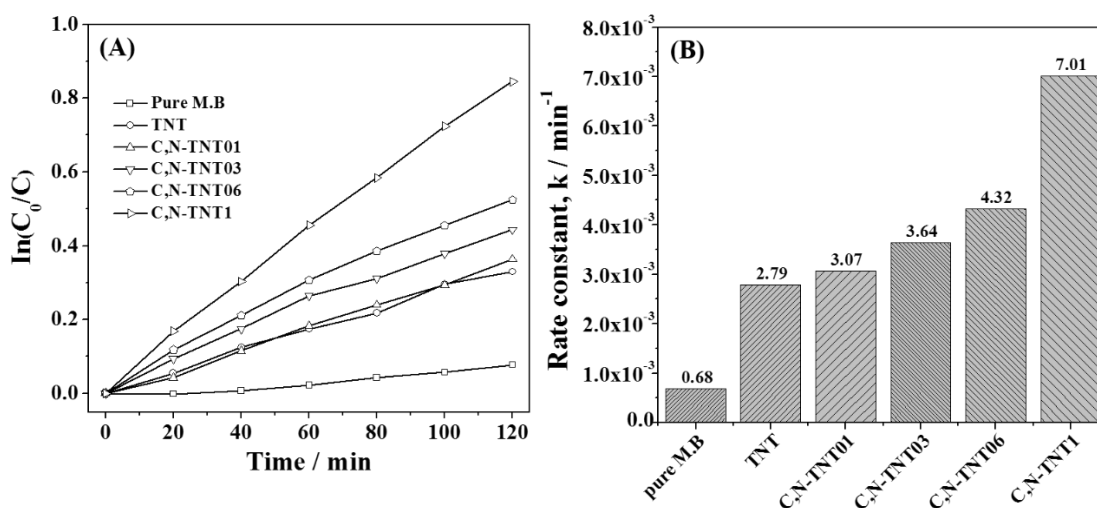 (A)
1.0
0.8
0.6
0.4
0.2
0.0
In(C0/C)
Pure M.B
TNT
C,N-TNT01
C,N-TNT03
C,N-TNT06
C,N-TNT1
0 20 40 60 80 100 120
Time / min
(B)
8.0x10-3
7.0x10-3
6.0x10-3
5.0x10-3
4.0x10-3
3.0x10-3
2.0x10-3
1.0x10-3
0.0
Rate constant, k / min-1
0.68
2.79
3.07
3.64
4.32
7.01
pure M.B
TNT
C,N-TNT01
C,N-TNT03
C,N-TNT06
C,N-TNT1